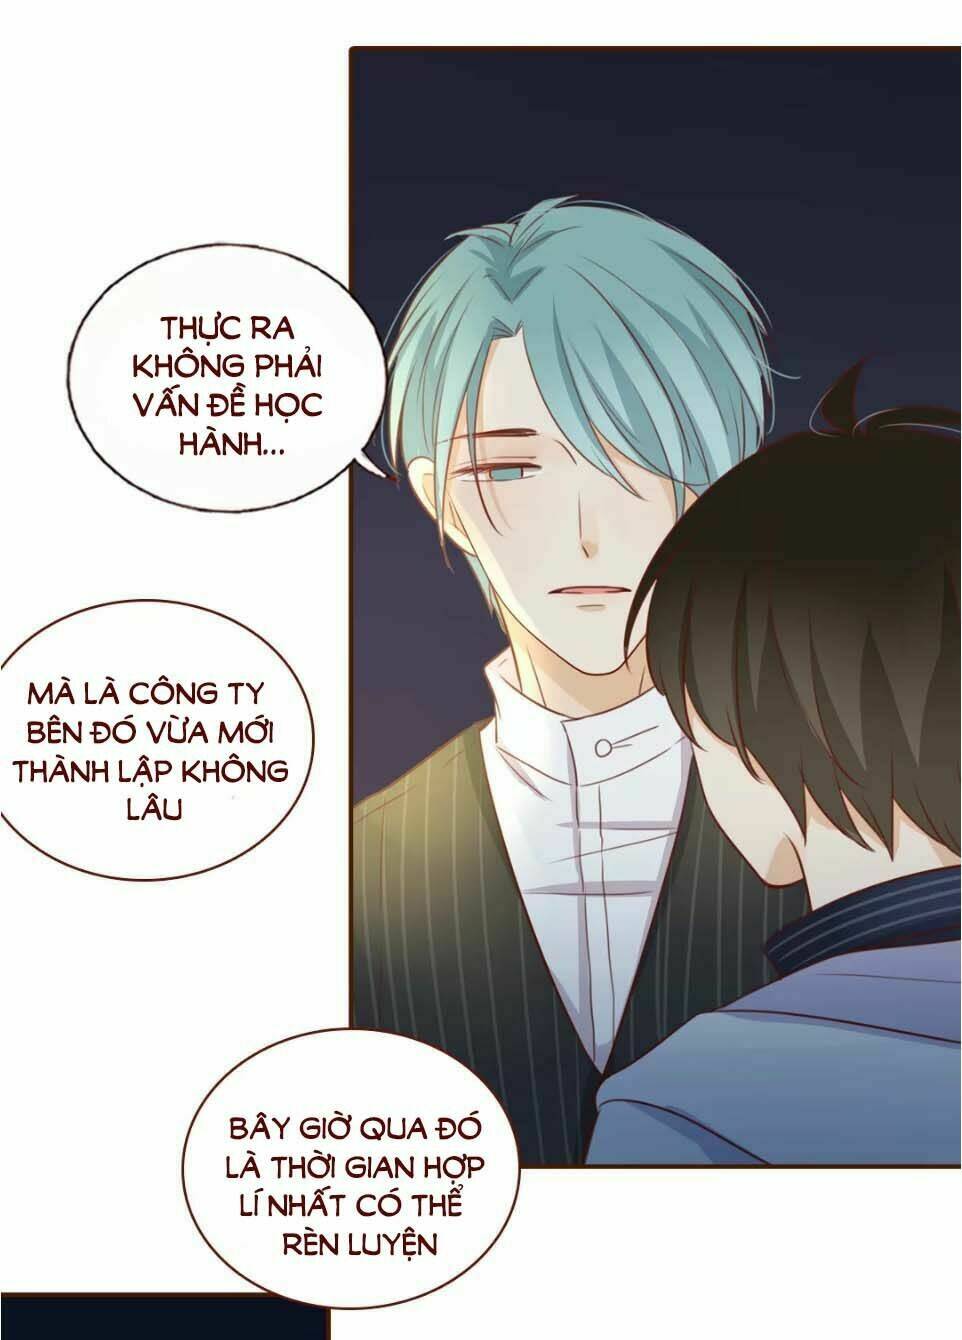 THỰC RA
KHÔNG PHẢI
VẤN ĐỀ HỌC
HÀNH...
MÀ LÀ CÔNG TY
BÊN ĐÓ VỪA MỚI
THÀNH LẬP KHÔNG
LÂU
BÂY GIỜ QUA ĐÓ
LÀ THỜI GIAN HỢP
LÍ NHẤT CÓ THỂ
RÈN LUYỆN